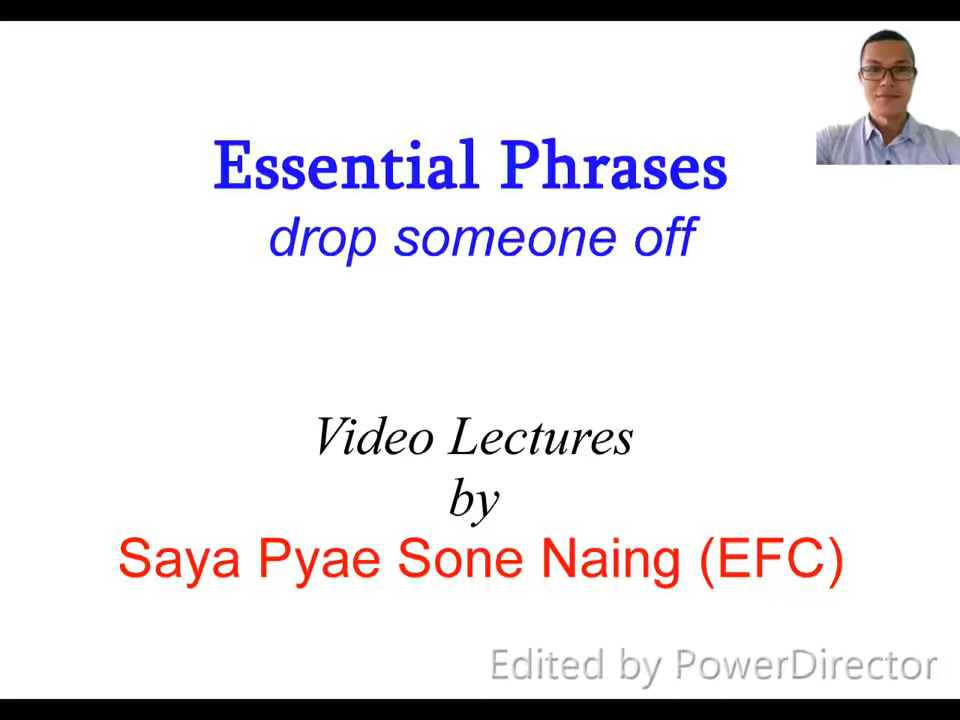 Essential Phrases
drop someone off
Video Lectures
by
Saya Pyae Sone Naing (EFC)
Edited by PowerDirector